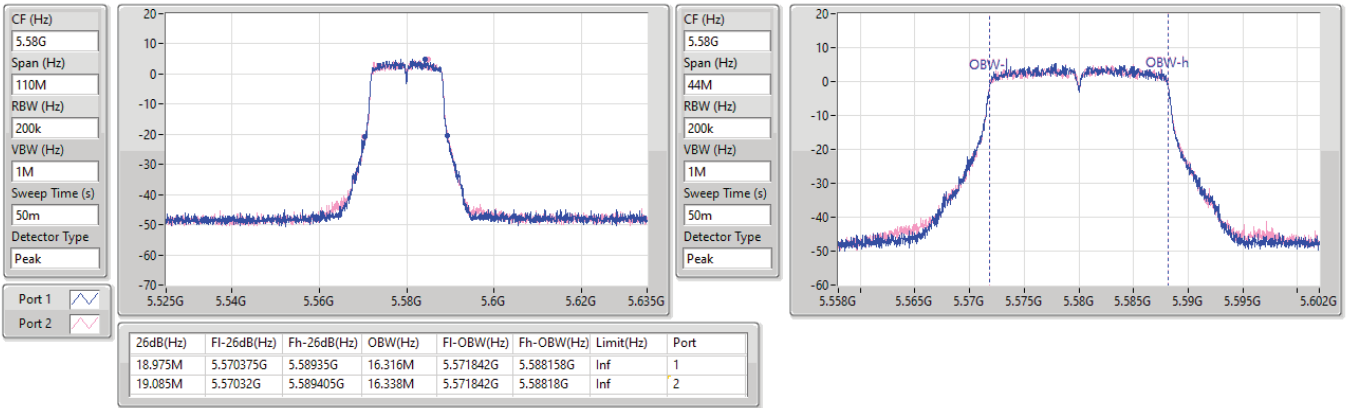 CF (Hz)
5.58G
Span (Hz)
110M
RBW (Hz)
200k
VBW (Hz)
1M
Sweep Time (s)
50m
Detector Type
Peak
Port 1
Port 2
20
10
0
-10
-20
-30
-40
-50
-60
-70
5.525G 5.54G 5.56G 5.58G 5.6G 5.62G 5.635G
CF (Hz)
5.58G
Span (Hz)
44M
RBW (Hz)
200k
VBW (Hz)
1M
Sweep Time (s)
50m
Detector Type
Peak
20
10
0
-10
-20
-30
-40
-50
-60
OBW-l OBW-h
5.558G 5.565G 5.57G 5.575G 5.58G 5.585G 5.59G 5.595G 5.602G
26dB(Hz) Fl-26dB(Hz) Fh-26dB(Hz) OBW(Hz) Fl-OBW(Hz) Fh-OBW(Hz) Limit(Hz) Port
18.975M 5.570375G 5.58935G 16.316M 5.571842G 5.588158G Inf 1
19.085M 5.57032G 5.589405G 16.338M 5.571842G 5.58818G Inf 2